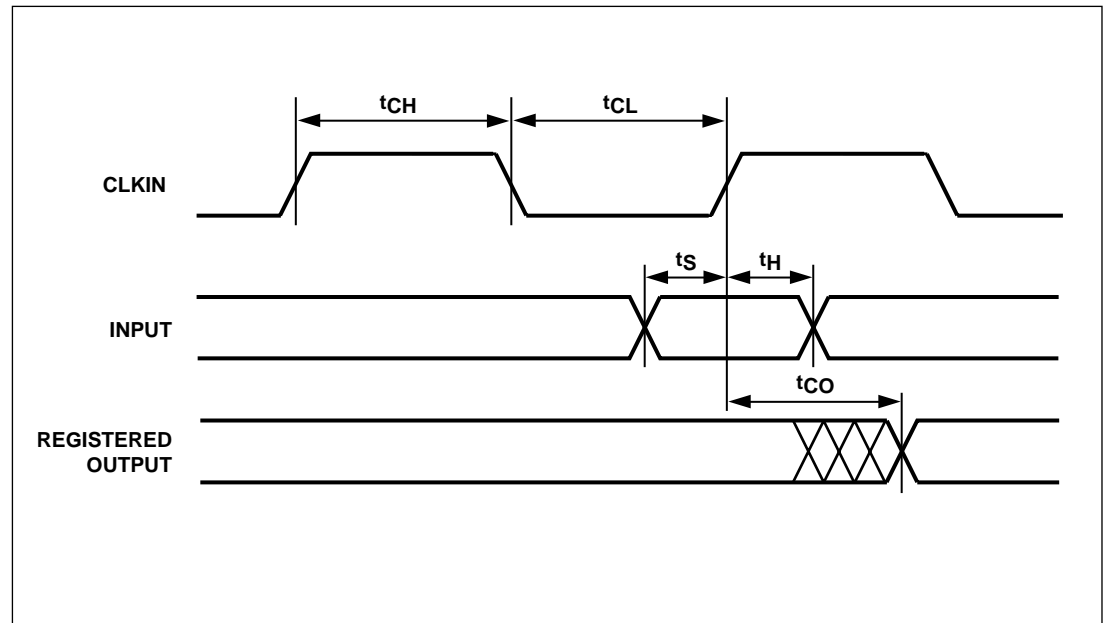 tCH
tCL
CLKIN
tS
tH
INPUT
tCO
REGISTERED
OUTPUT